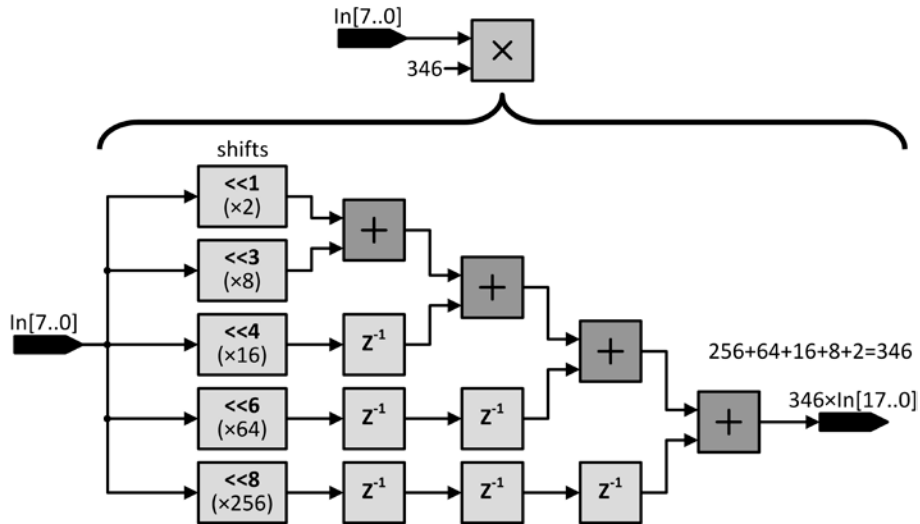 In[7..0]
×
346
shifts
<<1
(×2)
+
<<3
(×8)
+
In[7..0]
<<4
(×16)
Z⁻¹
+
256+64+16+8+2=346
<<6
(×64)
Z⁻¹
Z⁻¹
346×In[17..0]
+
<<8
(×256)
Z⁻¹
Z⁻¹
Z⁻¹